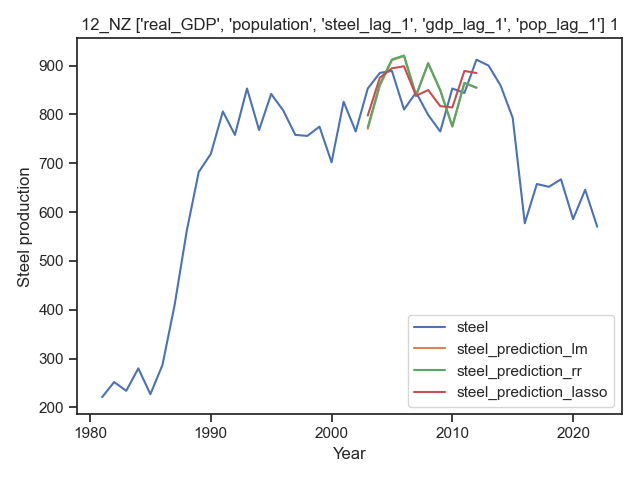 12_NZ ['real_GDP', 'population', 'steel_lag_1', 'gdp_lag_1', 'pop_lag_1'] 1
900
800
700
600
500
400
300
200
Steel production
1980
1990
2000
2010
2020
Year
steel
steel_prediction_lm
steel_prediction_rr
steel_prediction_lasso